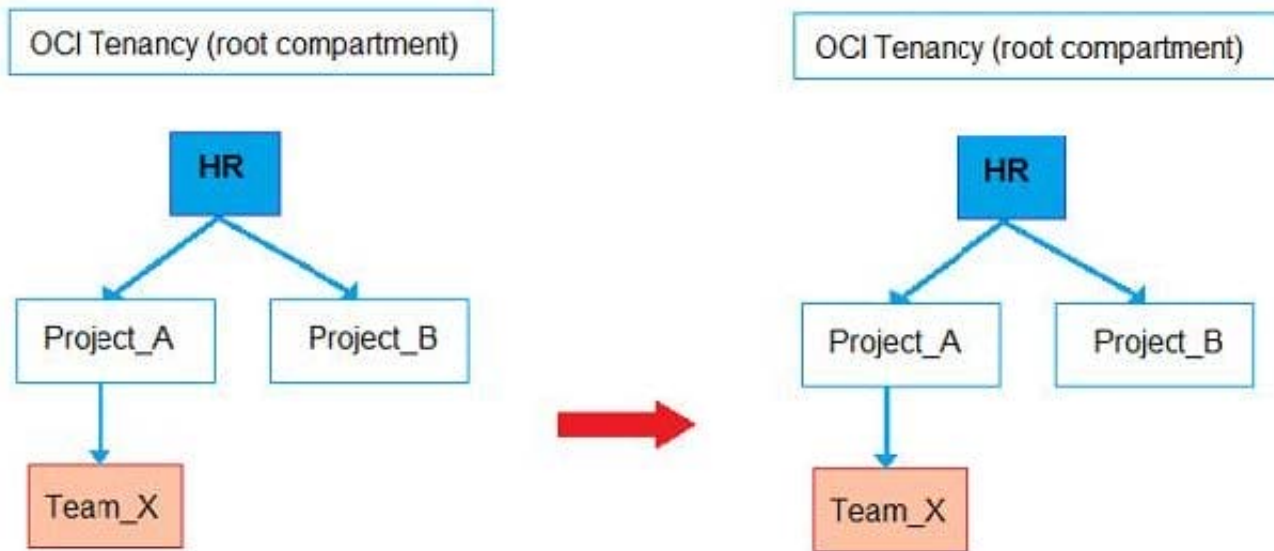 OCI Tenancy (root compartment)
HR
Project_A
Project_B
Team_X
OCI Tenancy (root compartment)
HR
Project_A
Project_B
Team_X